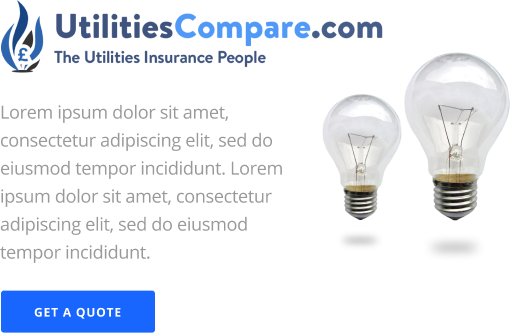 UtilitiesCompare.com
The Utilities Insurance People
£
Lorem ipsum dolor sit amet,
consectetur adipiscing elit, sed do
eiusmod tempor incididunt. Lorem
ipsum dolor sit amet, consectetur
adipiscing elit, sed do eiusmod
tempor incididunt.
GET A QUOTE